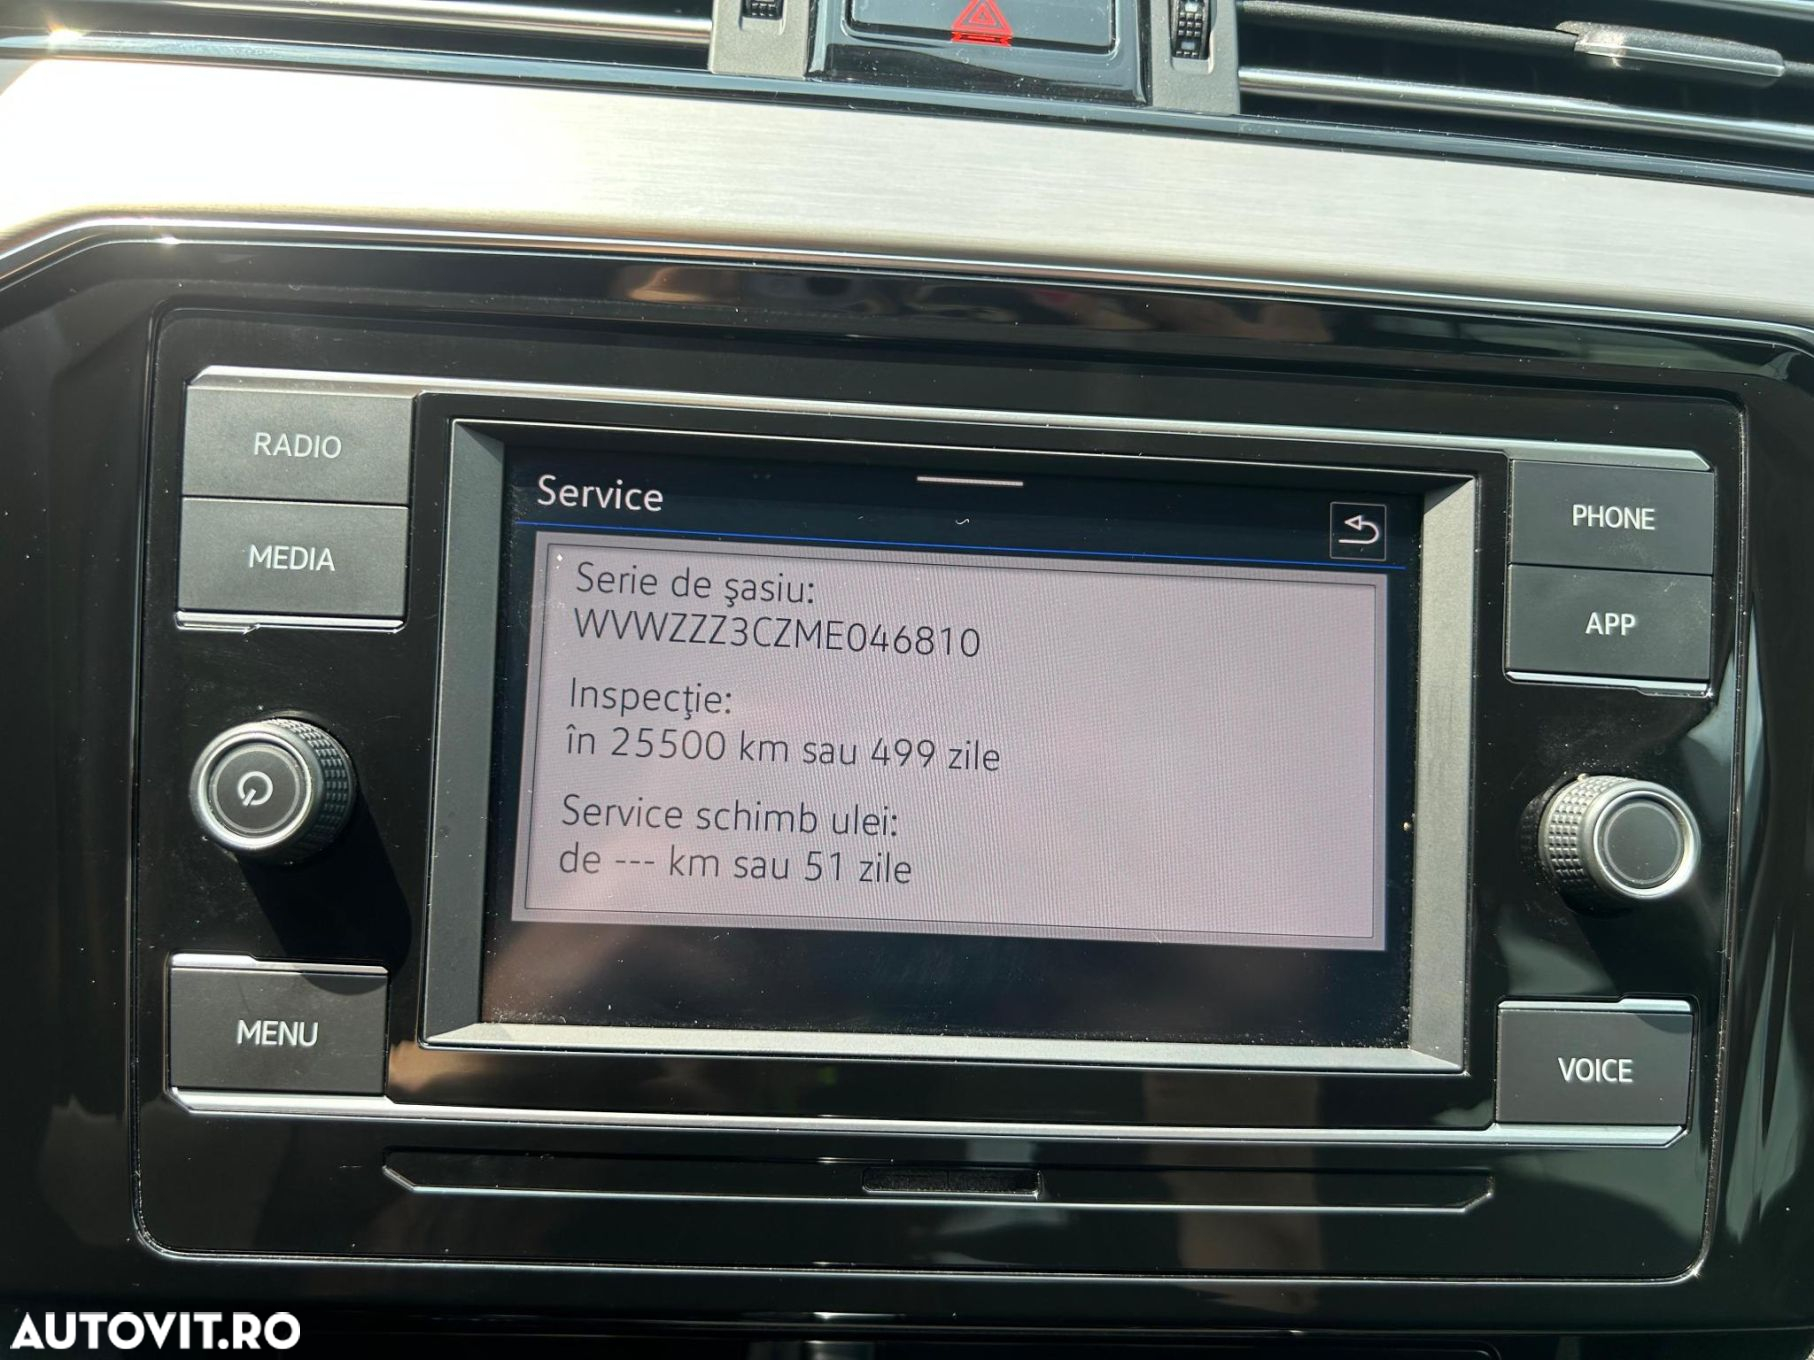 RADIO
MEDIA
MENU
Service
Serie de şasiu:
WVWZZZ3CZME046810
Inspecţie:
în 25500 km sau 499 zile
Service schimb ulei:
de --- km sau 51 zile
PHONE
APP
VOICE
AUTOVIT.RO